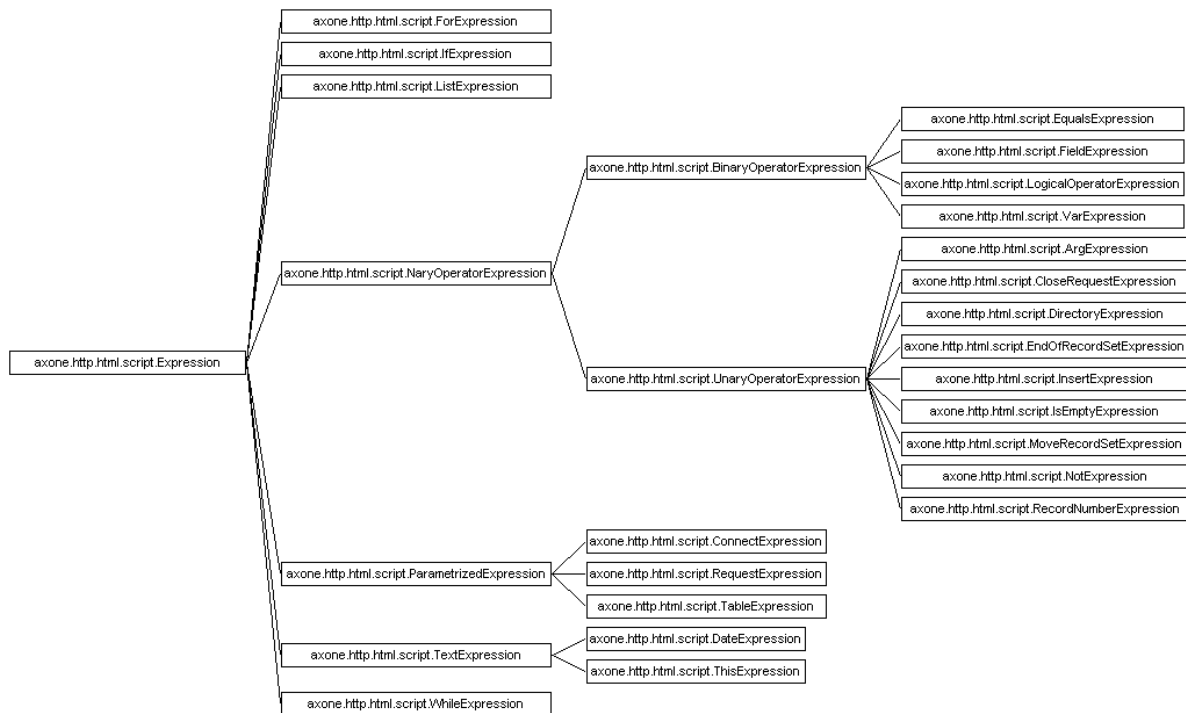 axone.http.html.script.ForExpression
axone.http.html.script.IfExpression
axone.http.html.script.ListExpression
axone.http.html.script.EqualsExpression
axone.http.html.script.FieldExpression
axone.http.html.script.BinaryOperatorExpression
axone.http.html.script.LogicalOperatorExpression
axone.http.html.script.VarExpression
axone.http.html.script.ArgExpression
axone.http.html.script.NaryOperatorExpression
axone.http.html.script.CloseRequestExpression
axone.http.html.script.DirectoryExpression
axone.http.html.script.EndOfRecordSetExpression
axone.http.html.script.Expression
axone.http.html.script.UnaryOperatorExpression
axone.http.html.script.InsertExpression
axone.http.html.script.IsEmptyExpression
axone.http.html.script.MoveRecordSetExpression
axone.http.html.script.NotExpression
axone.http.html.script.RecordNumberExpression
axone.http.html.script.ConnectExpression
axone.http.html.script.ParametrizedExpression
axone.http.html.script.RequestExpression
axone.http.html.script.TableExpression
axone.http.html.script.DateExpression
axone.http.html.script.TextExpression
axone.http.html.script.ThisExpression
axone.http.html.script.WhileExpression